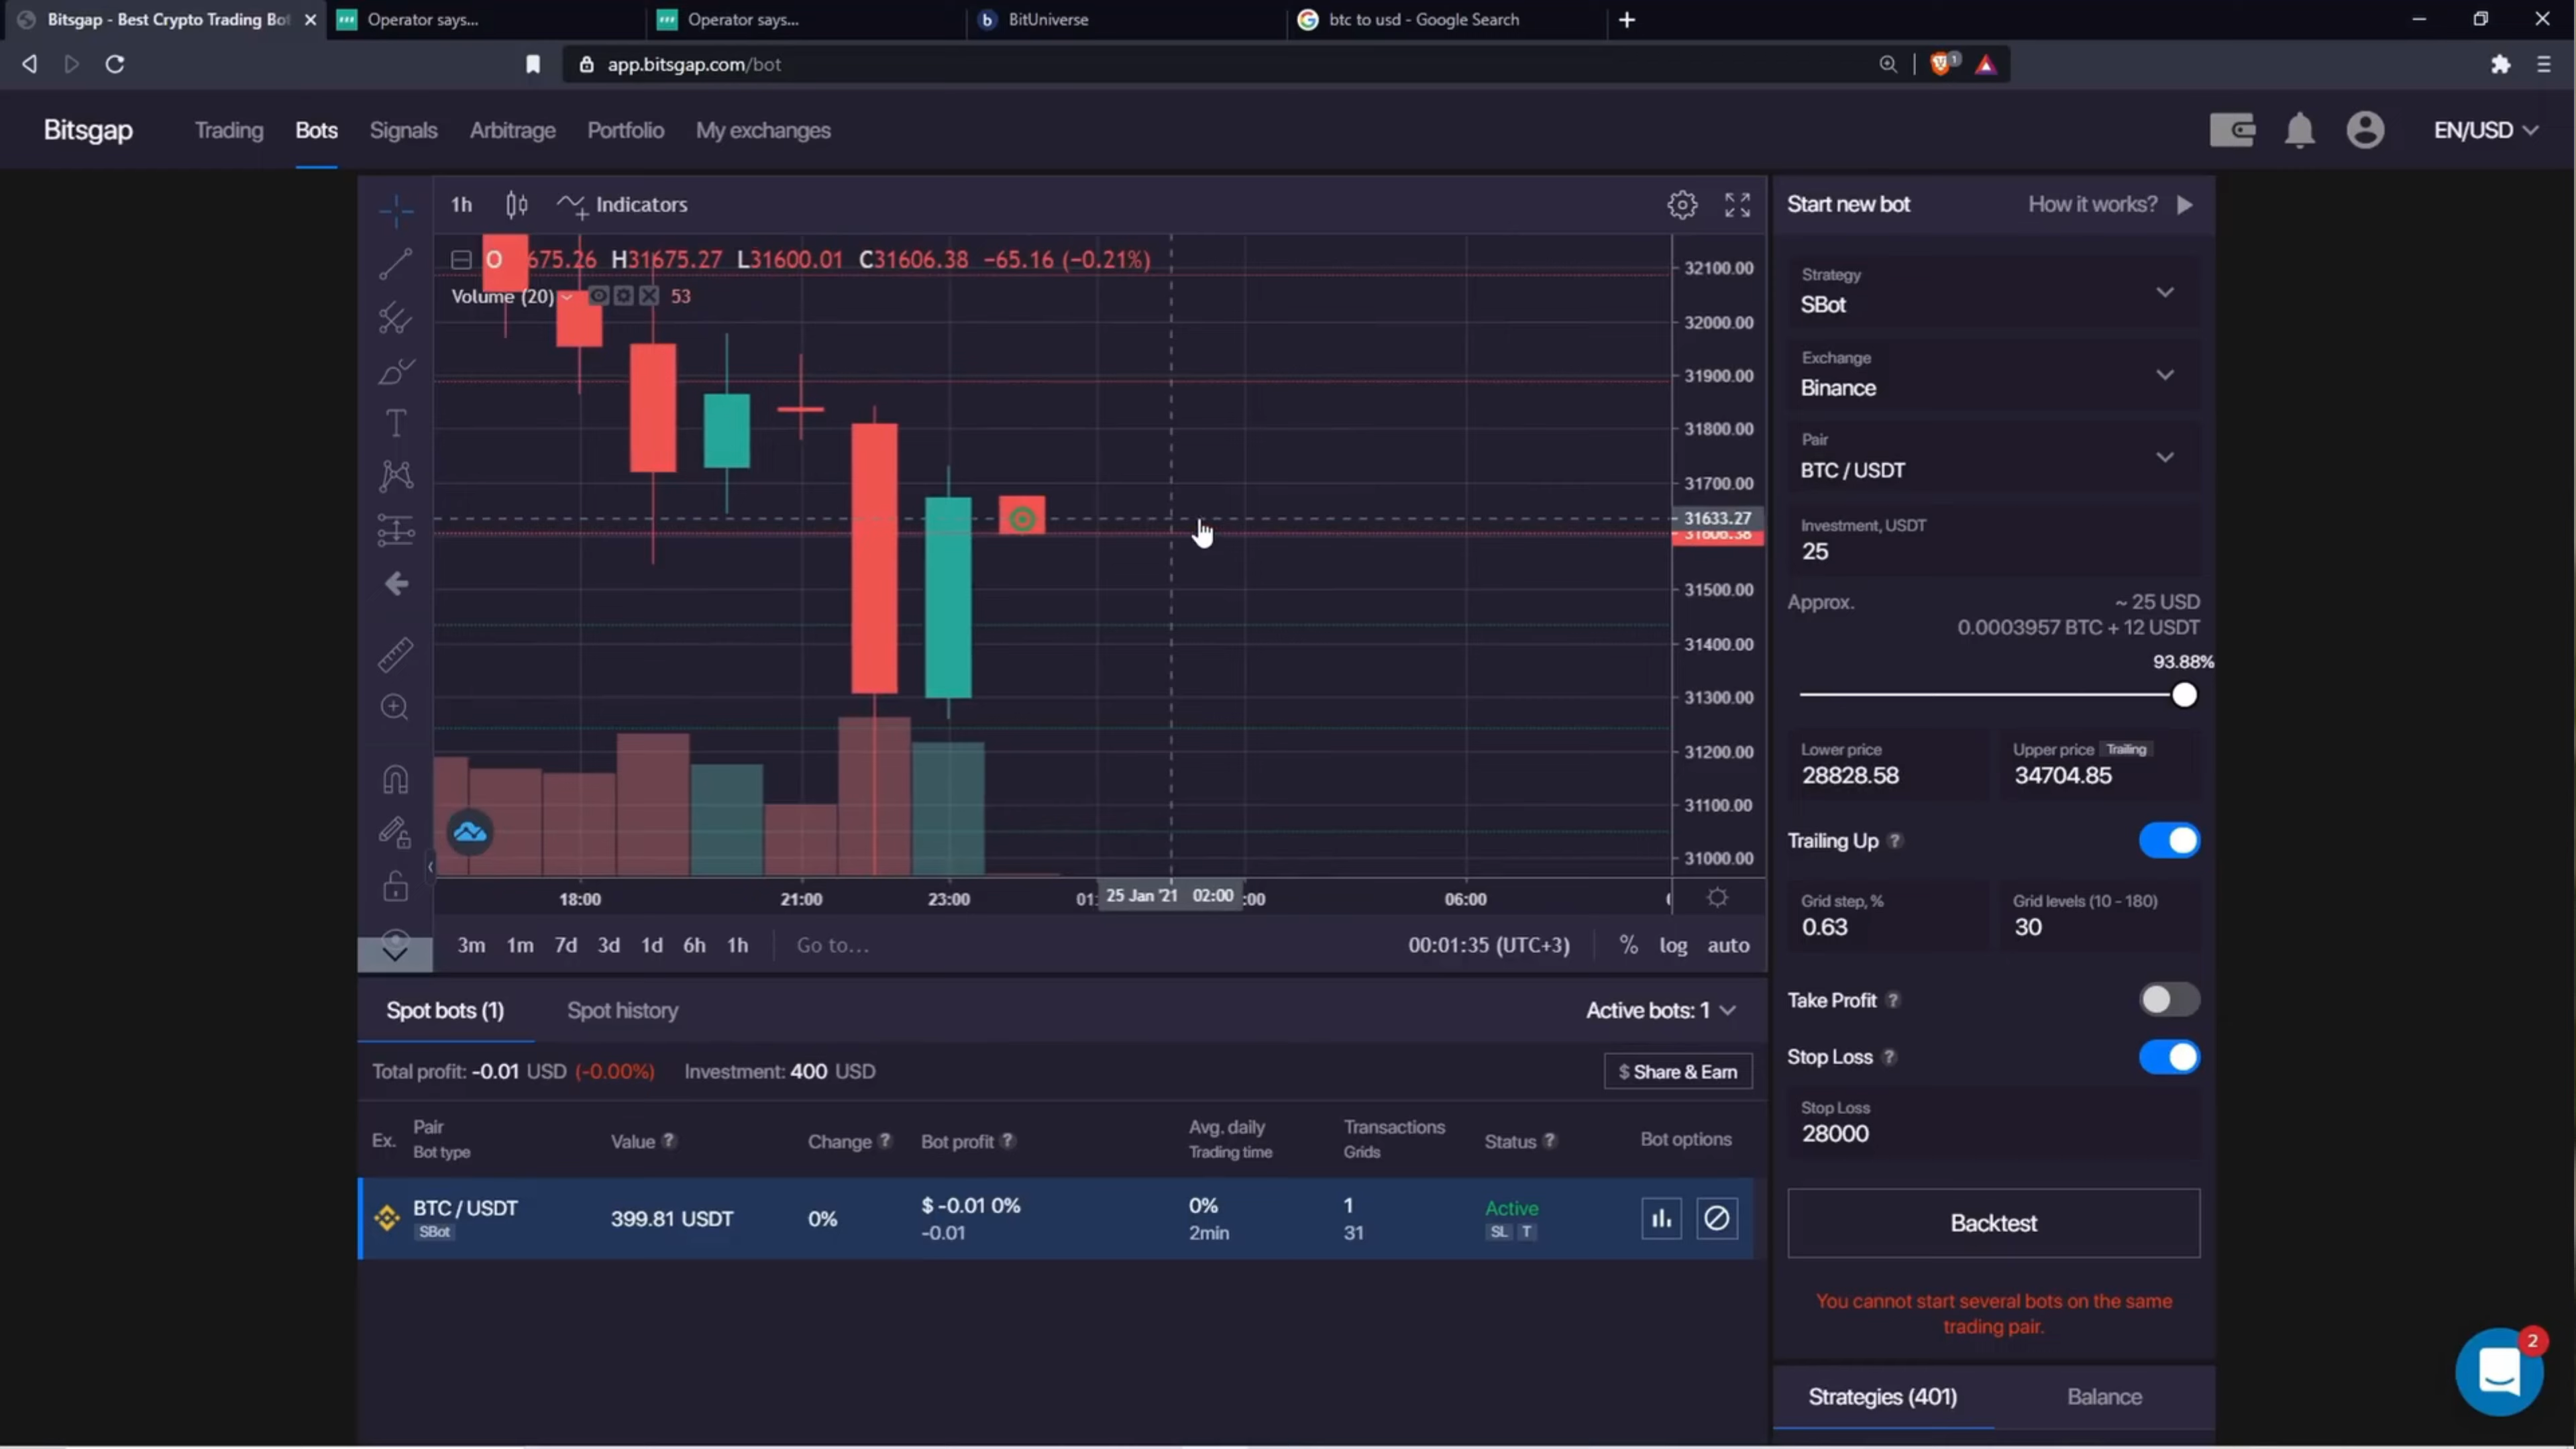 Bitsgap - Best Crypto Trading Bot
Operator says...
Operator says...
BitUniverse
btc to usd - Google Search
app.bitsgap.com/bot
1
Bitsgap
Trading
Bots
Signals
Arbitrage
Portfolio
My exchanges
EN/USD
1h
Indicators
O 675.26 H31675.27 L31600.01 C31606.38 −65.16 (−0.21%)
Volume (20)
53
32100.00
32000.00
31900.00
31800.00
31700.00
31633.27
31606.38
31500.00
31400.00
31300.00
31200.00
31100.00
31000.00
18:00
21:00
23:00
01:
25 Jan '21 02:00
:00
06:00
3m 1m 7d 3d 1d 6h 1h
Go to...
00:01:35 (UTC+3)
% log auto
Spot bots (1)
Spot history
Active bots: 1
Total profit: -0.01 USD (-0.00%)
Investment: 400 USD
$ Share & Earn
Ex.
Pair
Bot type
Value ?
Change ?
Bot profit ?
Avg. daily
Trading time
Transactions
Grids
Status ?
Bot options
BTC / USDT
SBot
399.81 USDT
0%
$ -0.01 0%
-0.01
0%
2min
1
31
Active
SL T
Start new bot
How it works?
Strategy
SBot
Exchange
Binance
Pair
BTC / USDT
Investment, USDT
25
Approx.
~ 25 USD
0.0003957 BTC + 12 USDT
93.88%
Lower price
28828.58
Upper price Trailing
34704.85
Trailing Up ?
Grid step, %
0.63
Grid levels (10 - 180)
30
Take Profit ?
Stop Loss ?
Stop Loss
28000
Backtest
You cannot start several bots on the same
trading pair.
Strategies (401)
Balance
2